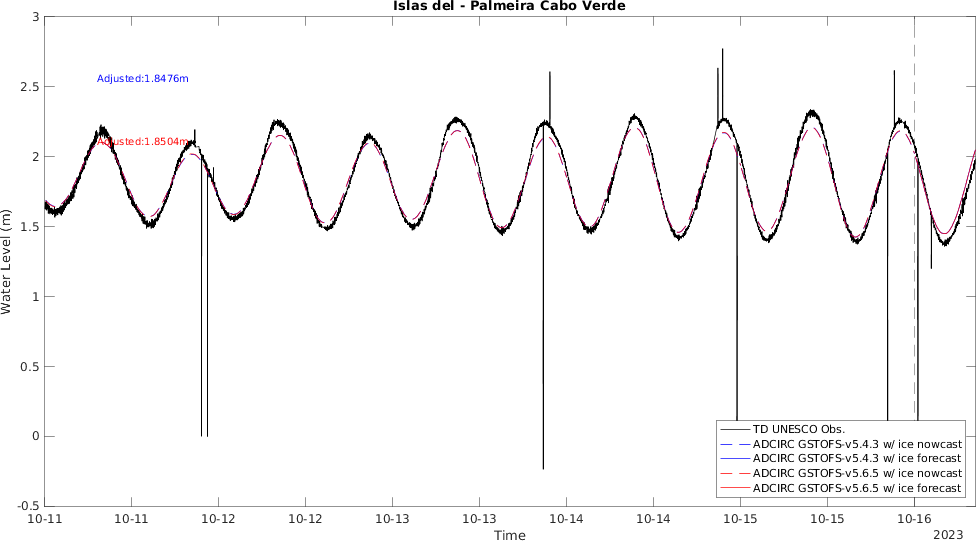 Islas del - Palmeira Cabo Verde
3
2.5
2
1.5
1
0.5
0
-0.5
Water Level (m)
Adjusted:1.8476m
Adjusted:1.8504m
TD UNESCO Obs.
ADCIRC GSTOFS-v5.4.3 w/ ice nowcast
ADCIRC GSTOFS-v5.4.3 w/ ice forecast
ADCIRC GSTOFS-v5.6.5 w/ ice nowcast
ADCIRC GSTOFS-v5.6.5 w/ ice forecast
10-11 10-11 10-12 10-12 10-13 10-13 10-14 10-14 10-15 10-15 10-16
Time
2023